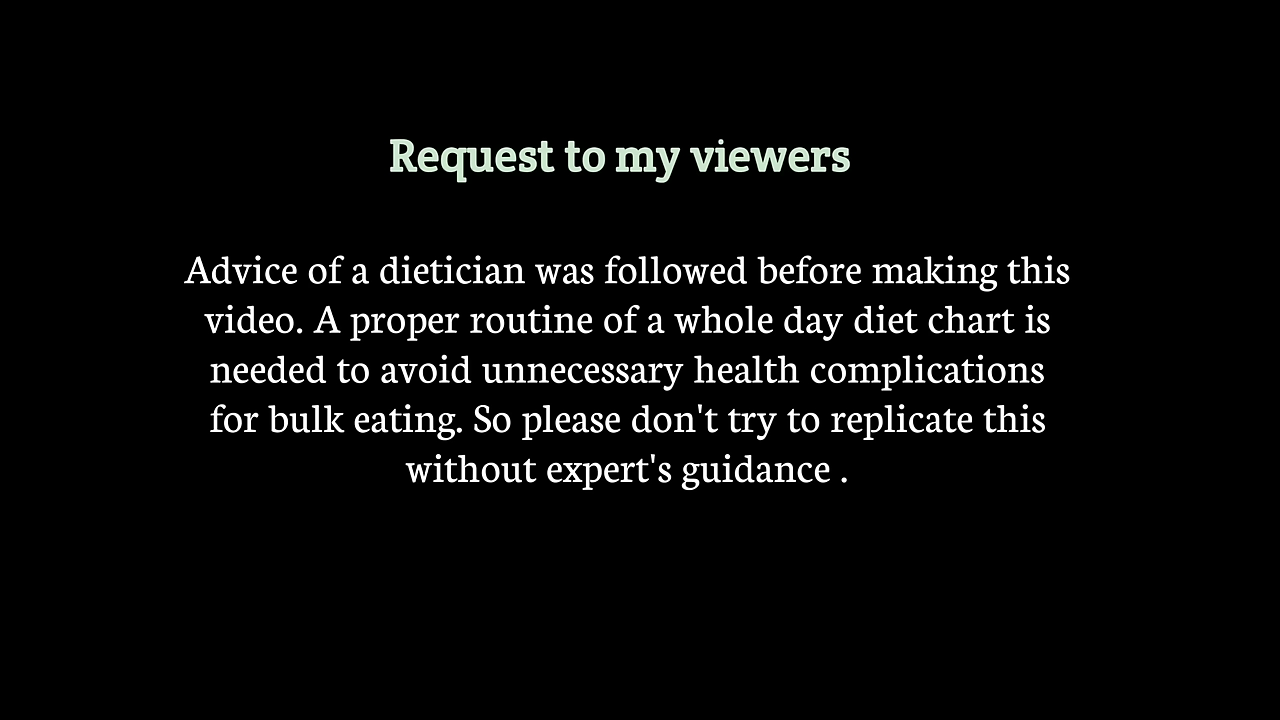 Request to my viewers
Advice of a dietician was followed before making this
video. A proper routine of a whole day diet chart is
needed to avoid unnecessary health complications
for bulk eating. So please don't try to replicate this
without expert's guidance .